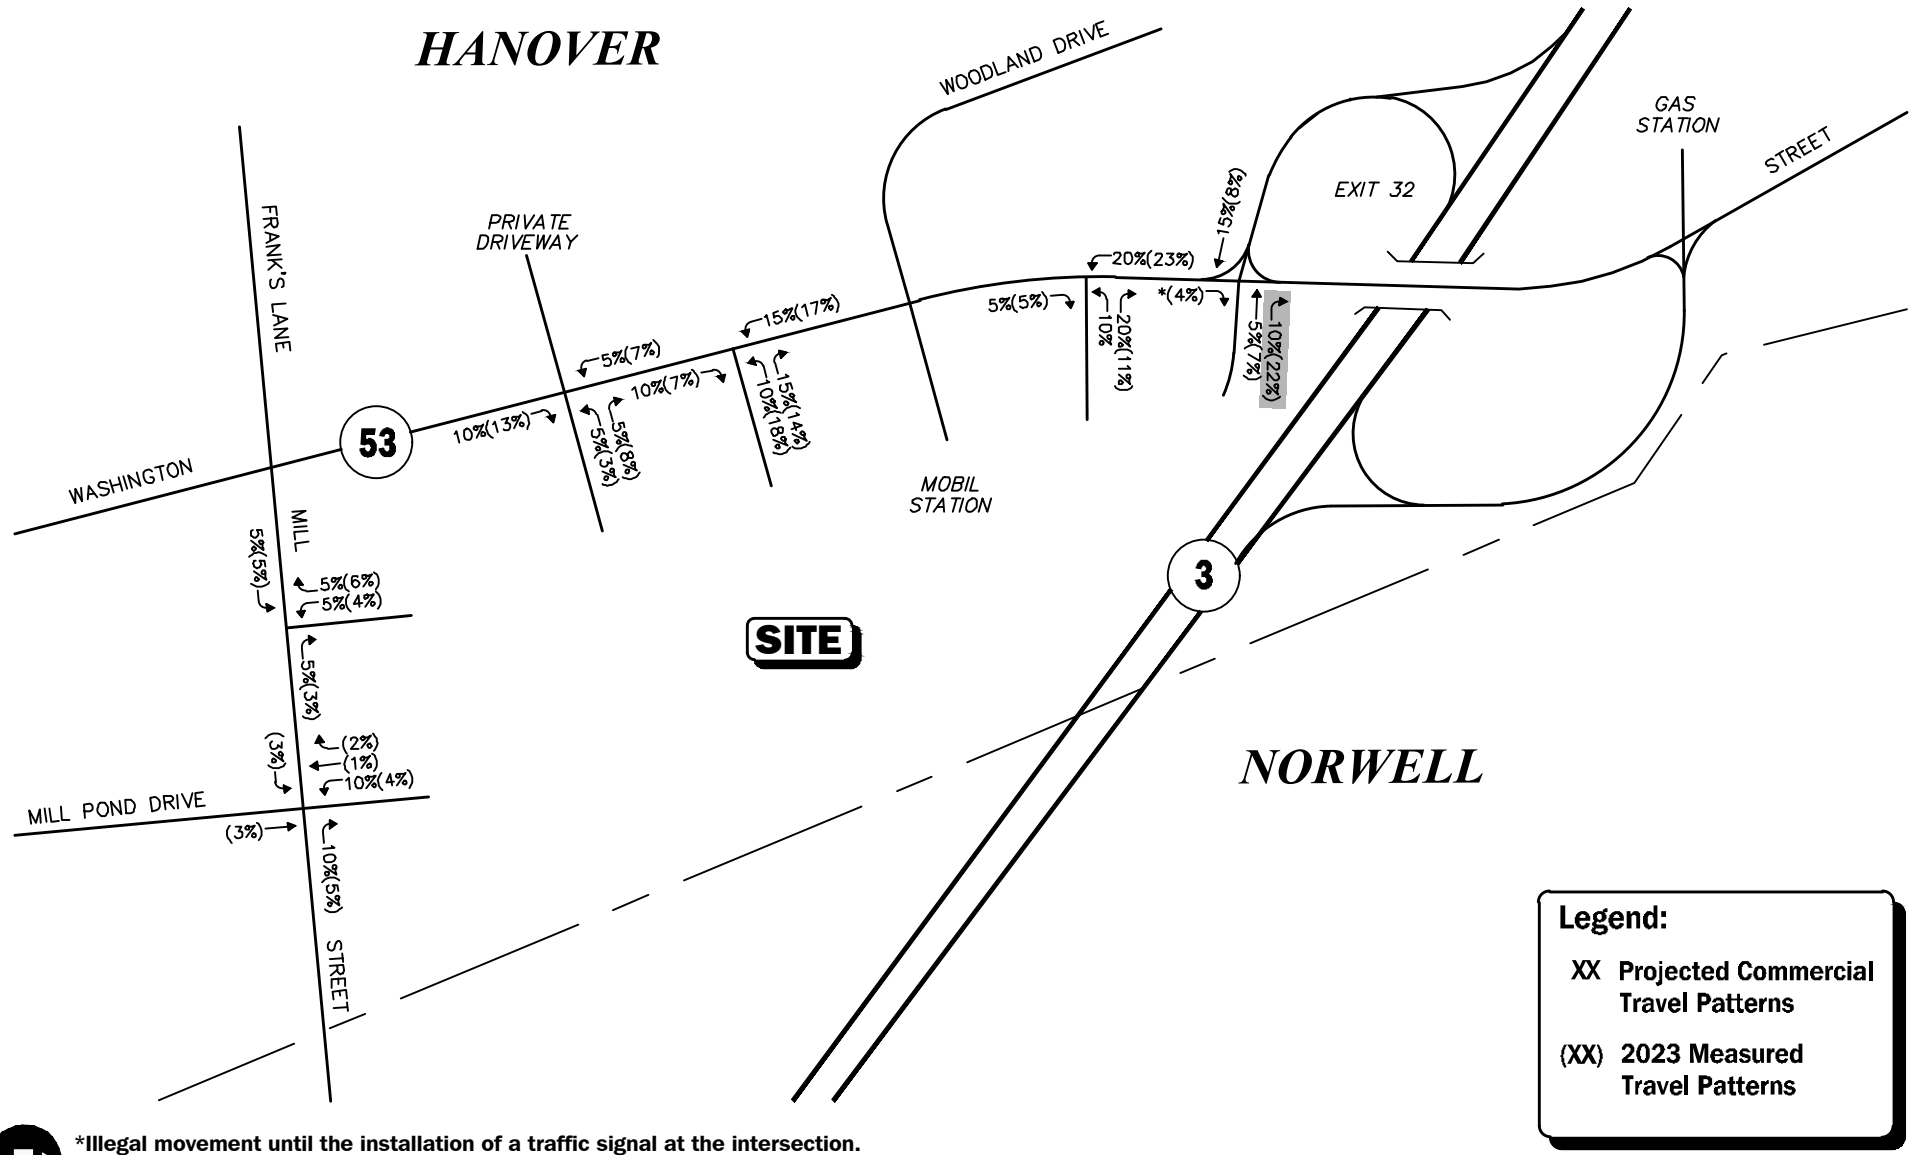 HANOVER
WOODLAND DRIVE
GAS
STATION
STREET
EXIT 32
PRIVATE
DRIVEWAY
FRANK'S LANE
15%(8%)
20%(23%)
*(4%)
5%(5%)
10%
20%(11%)
5%(7%)
10%(22%)
15%(17%)
5%(7%)
10%(7%)
10%(13%)
5%(3%)
5%(8%)
10%(18%)
15%(14%)
53
WASHINGTON
MOBIL
STATION
MILL
5%(5%)
5%(6%)
5%(4%)
3
SITE
5%(3%)
(3%)
(2%)
(1%)
10%(4%)
MILL POND DRIVE
(3%)
10%(5%)
STREET
NORWELL
Legend:
XX Projected Commercial
Travel Patterns
(XX) 2023 Measured
Travel Patterns
*Illegal movement until the installation of a traffic signal at the intersection.